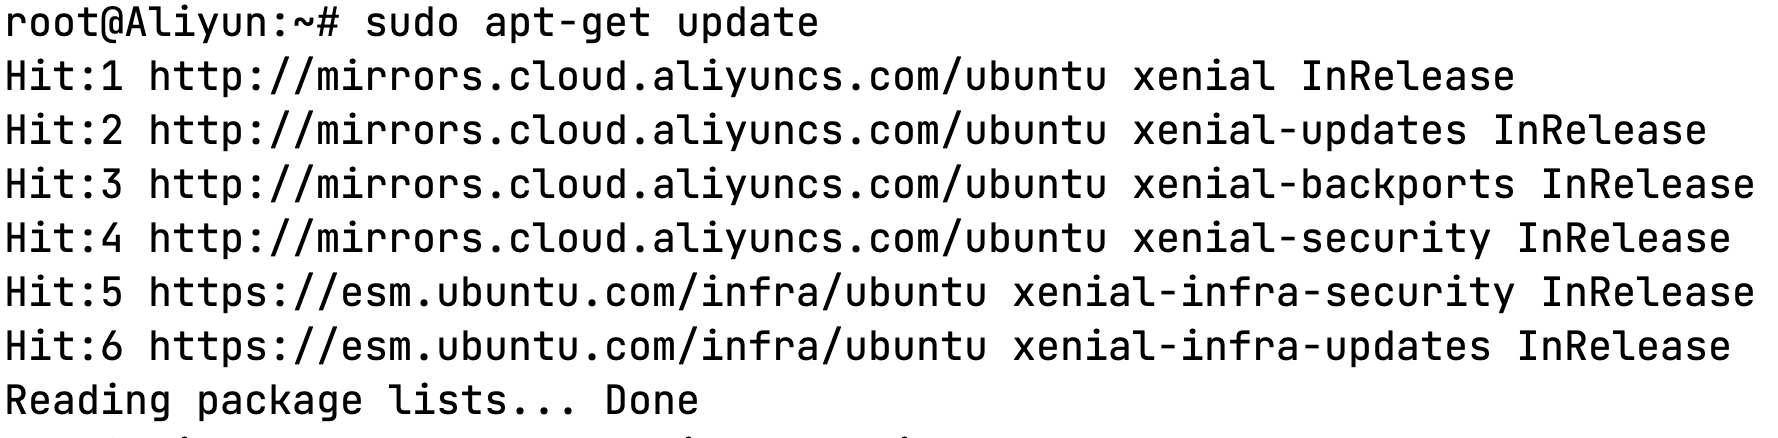 root@Aliyun:~# sudo apt-get update
Hit:1 http://mirrors.cloud.aliyuncs.com/ubuntu xenial InRelease
Hit:2 http://mirrors.cloud.aliyuncs.com/ubuntu xenial-updates InRelease
Hit:3 http://mirrors.cloud.aliyuncs.com/ubuntu xenial-backports InRelease
Hit:4 http://mirrors.cloud.aliyuncs.com/ubuntu xenial-security InRelease
Hit:5 https://esm.ubuntu.com/infra/ubuntu xenial-infra-security InRelease
Hit:6 https://esm.ubuntu.com/infra/ubuntu xenial-infra-updates InRelease
Reading package lists... Done